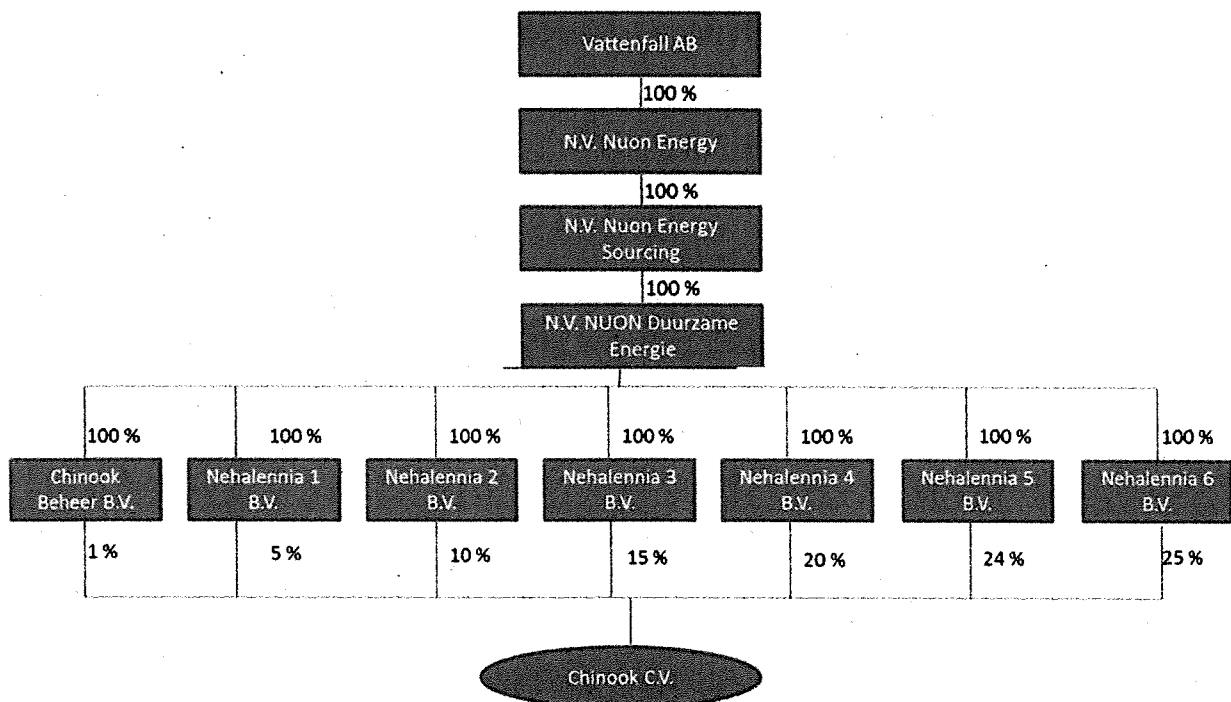 Vattenfall AB
100 %
N.V. Nuon Energy
100 %
N.V. Nuon Energy
Sourcing
100 %
N.V. NUON Duurzame
Energie
100 %
100 %
100 %
100 %
100 %
100 %
100 %
Chinook
Beheer B.V.
Nehalennia 1
B.V.
Nehalennia 2
B.V.
Nehalennia 3
B.V.
Nehalennia 4
B.V.
Nehalennia 5
B.V.
Nehalennia 6
B.V.
1 %
5 %
10 %
15 %
20 %
24 %
25 %
Chinook C.V.